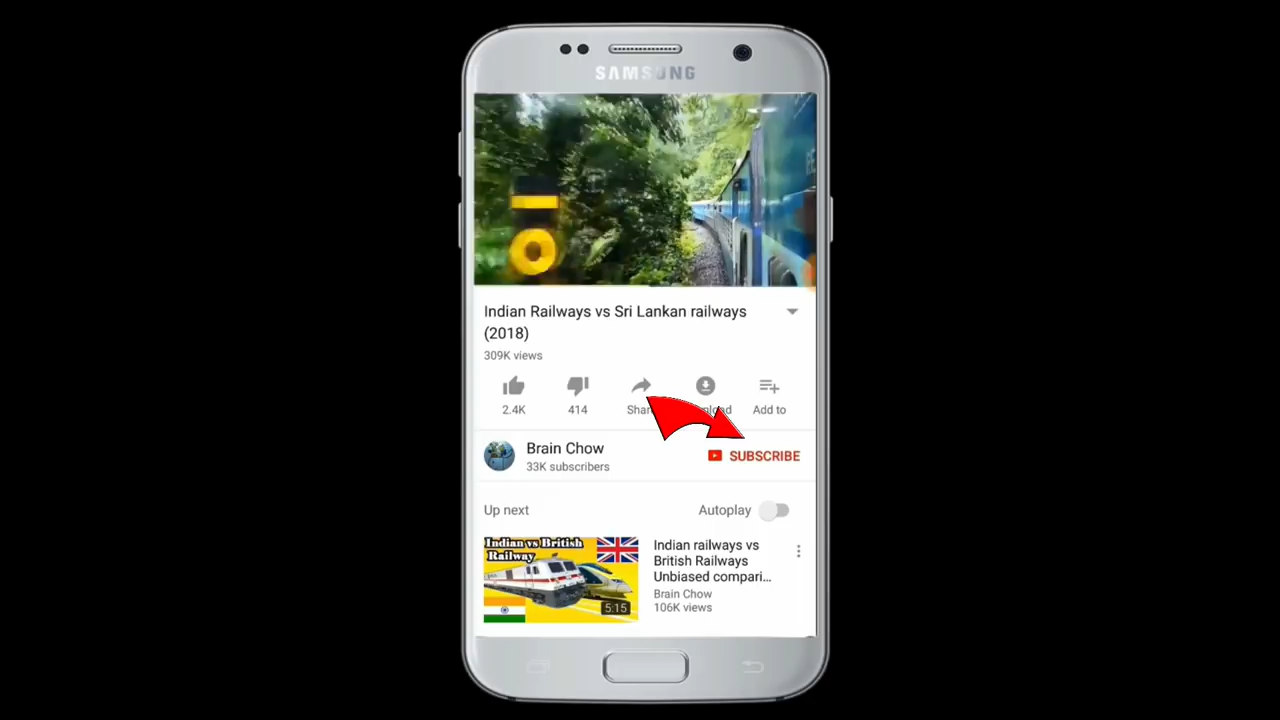 SAMSUNG
Indian Railways vs Sri Lankan railways
(2018)
309K views
2.4K
414
Share
Add to
Brain Chow
33K subscribers
SUBSCRIBE
Up next
Autoplay
Indian vs British
Railway
5:15
Indian railways vs
British Railways
Unbiased compari...
Brain Chow
106K views